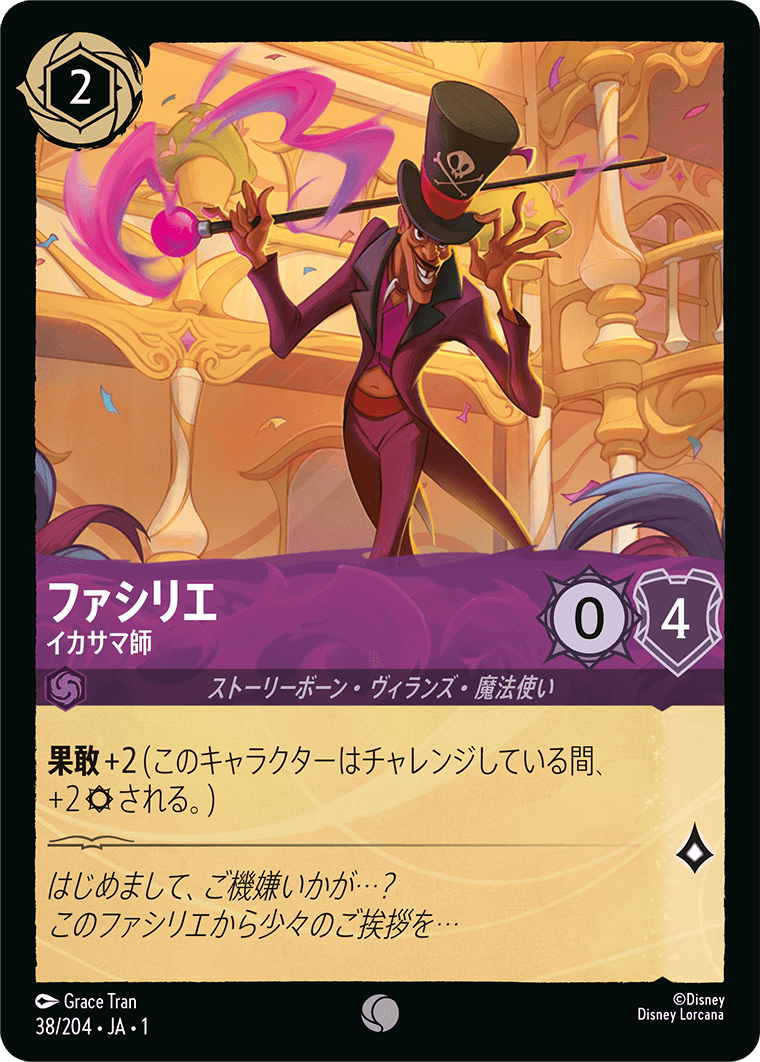 2
ファシリエ
イカサマ師
0
4
ストーリーボーン・ヴィランズ・魔法使い
果敢 +2 (このキャラクターはチャレンジしている間、
+2 される。)
はじめまして、ご機嫌いかが…?
このファシリエから少々のご挨拶を…
Grace Tran
38/204・JA・1
©Disney
Disney Lorcana